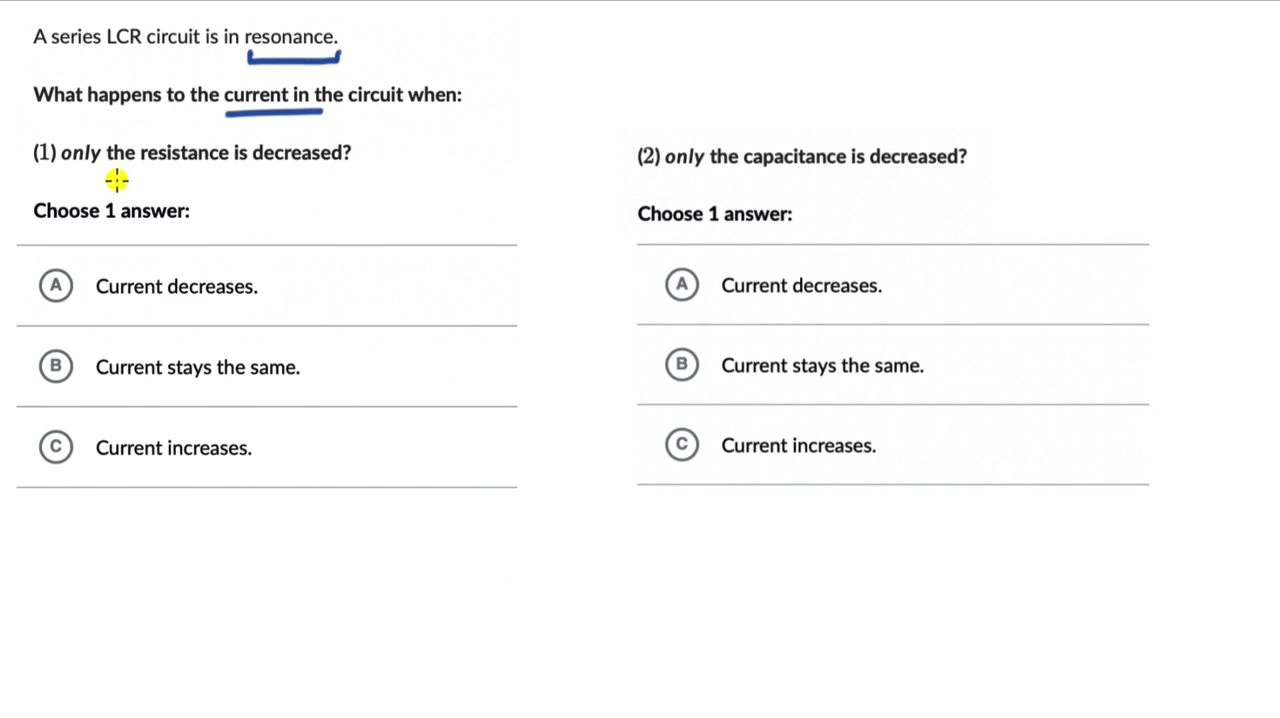 A series LCR circuit is in resonance.
What happens to the current in the circuit when:
(1) only the resistance is decreased?
Choose 1 answer:
A Current decreases.
B Current stays the same.
C Current increases.
(2) only the capacitance is decreased?
Choose 1 answer:
A Current decreases.
B Current stays the same.
C Current increases.